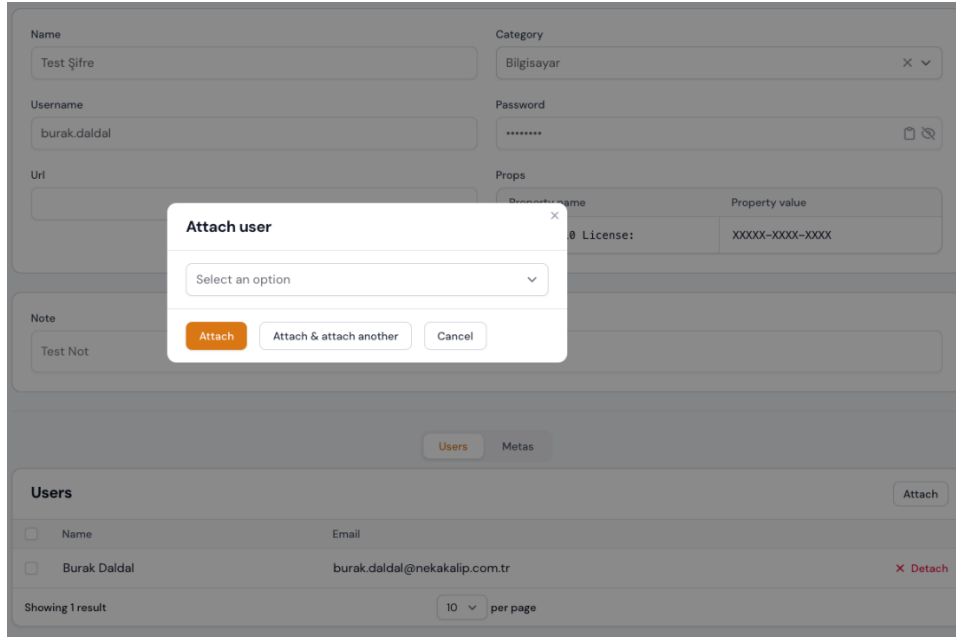 Name
Category
Test Şifre
Bilgisayar
Username
Password
burak.daldal
••••••••
Url
Props
Property name
Property value
0 License:
XXXXX-XXXX-XXXX
Attach user
Select an option
Attach
Attach & attach another
Cancel
Note
Test Not
Users
Metas
Users
Attach
Name
Email
Burak Daldal
burak.daldal@nekakalip.com.tr
Detach
Showing 1 result
10
per page